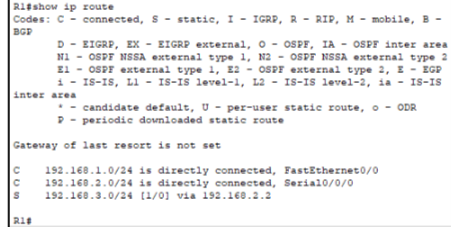 R1#show ip route
Codes: C - connected, S - static, I - IGRP, R - RIP, M - mobile, B -
BGP
D - EIGRP, EX - EIGRP external, O - OSPF, IA - OSPF inter area
N1 - OSPF NSSA external type 1, N2 - OSPF NSSA external type 2
E1 - OSPF external type 1, E2 - OSPF external type 2, E - EGP
i - IS-IS, L1 - IS-IS level-1, L2 - IS-IS level-2, ia - IS-IS
inter area
* - candidate default, U - per-user static route, o - ODR
P - periodic downloaded static route
Gateway of last resort is not set
C 192.168.1.0/24 is directly connected, FastEthernet0/0
C 192.168.2.0/24 is directly connected, Serial0/0/0
S 192.168.3.0/24 [1/0] via 192.168.2.2
R1#